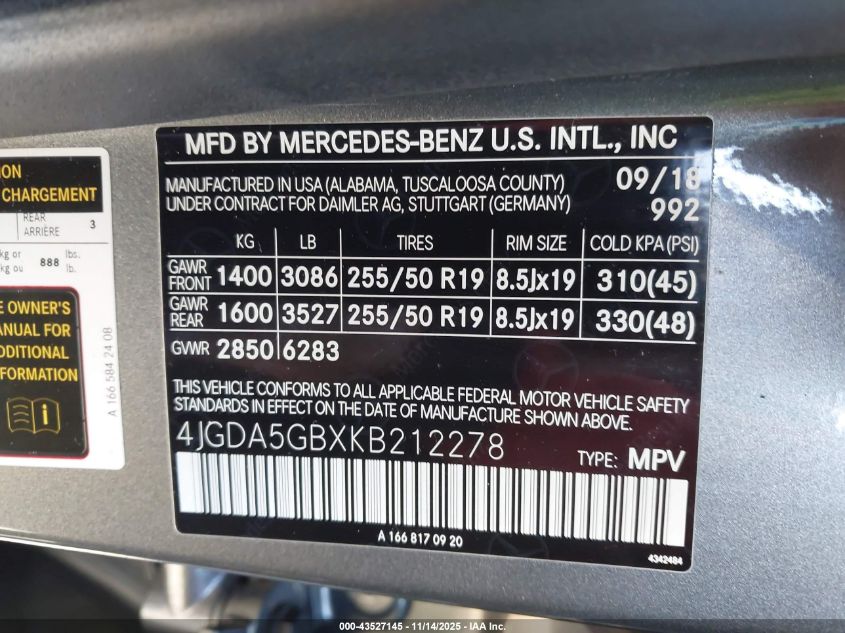 ION
CHARGEMENT
REAR 3
ARRIÈRE
kg or 888 lbs.
kg ou lb.
E OWNER'S
ANUAL FOR
ADDITIONAL
NFORMATION
A 166 584 24 08
MFD BY MERCEDES-BENZ U.S. INTL., INC
MANUFACTURED IN USA (ALABAMA, TUSCALOOSA COUNTY) 09/18
UNDER CONTRACT FOR DAIMLER AG, STUTTGART (GERMANY) 992
KG LB TIRES RIM SIZE COLD KPA (PSI)
GAWR FRONT 1400 3086 255/50 R19 8.5Jx19 310(45)
GAWR REAR 1600 3527 255/50 R19 8.5Jx19 330(48)
GVWR 2850 6283
THIS VEHICLE CONFORMS TO ALL APPLICABLE FEDERAL MOTOR VEHICLE SAFETY
STANDARDS IN EFFECT ON THE DATE OF MANUFACTURE SHOWN ABOVE.
4JGDA5GBXKB212278
TYPE: MPV
A 166 817 09 20
4342484
000-43527145 - 11/14/2025 - IAA Corp.